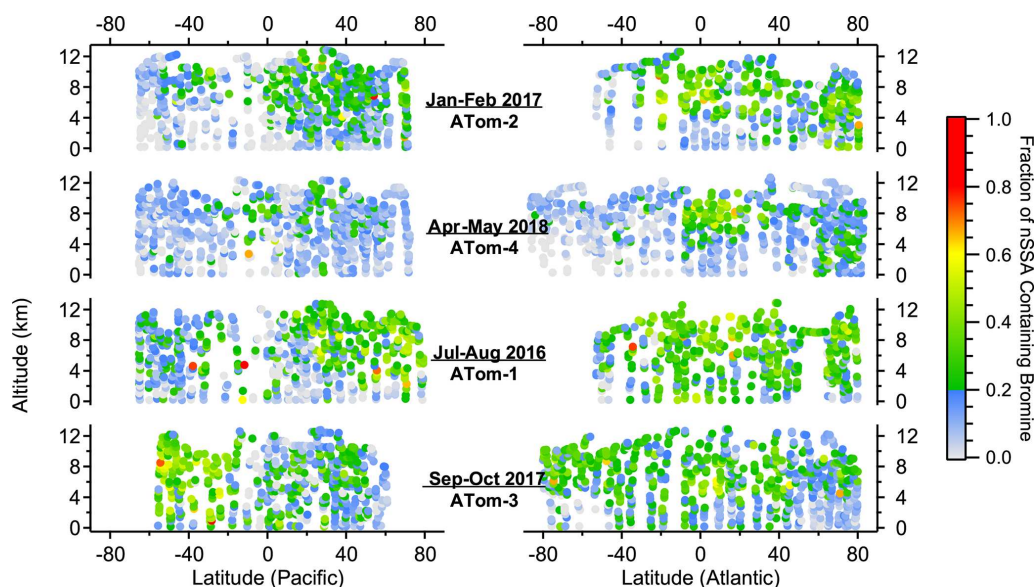 -80 -40 0 40 80 -80 -40 0 40 80
12 12
8 8
4 4
0 0
Jan-Feb 2017
ATom-2
12 12
8 8
4 4
0 0
Apr-May 2018
ATom-4
12 12
8 8
4 4
0 0
Jul-Aug 2016
ATom-1
12 12
8 8
4 4
0 0
Sep-Oct 2017
ATom-3
-80 -40 0 40 80 -80 -40 0 40 80
Latitude (Pacific) Latitude (Atlantic)
Altitude (km)
1.0
0.8
0.6
0.4
0.2
0.0
Fraction of nSSA Containing Bromine